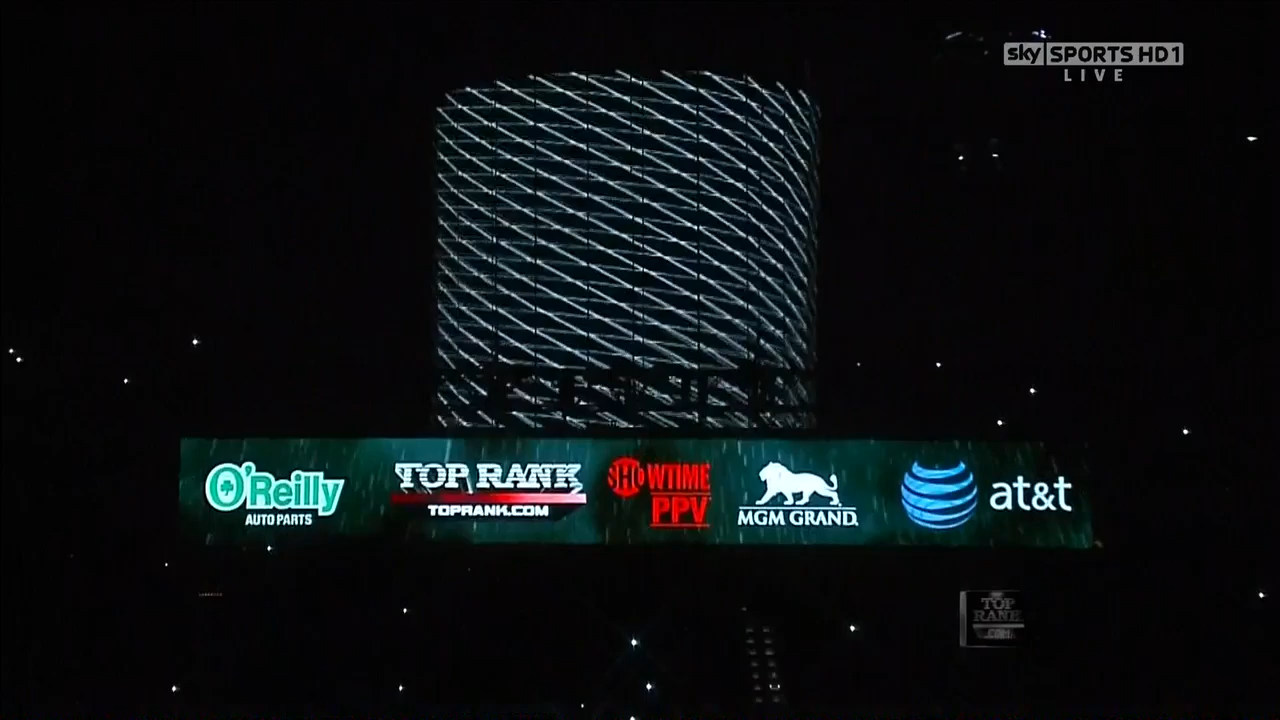 sky SPORTS HD1
LIVE
O'Reilly
AUTO PARTS
TOP RANK
TOPRANK.COM
SHOWTIME
PPV
MGM GRAND
at&t
TOP
RANK
.COM